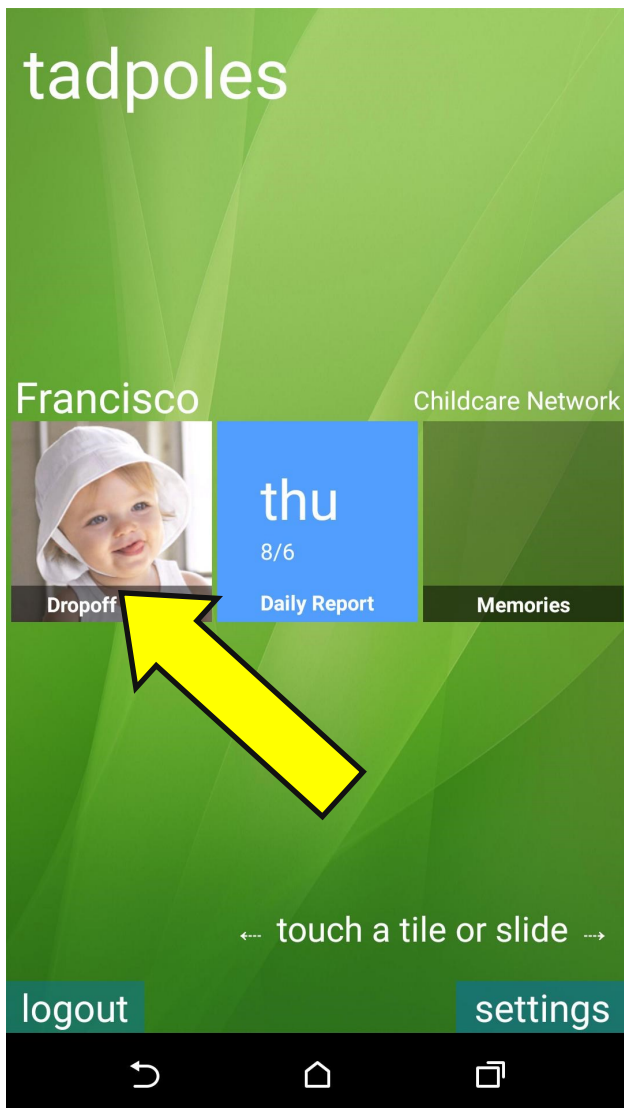 tadpoles
Francisco
Childcare Network
thu
8/6
Dropoff
Daily Report
Memories
touch a tile or slide
logout
settings